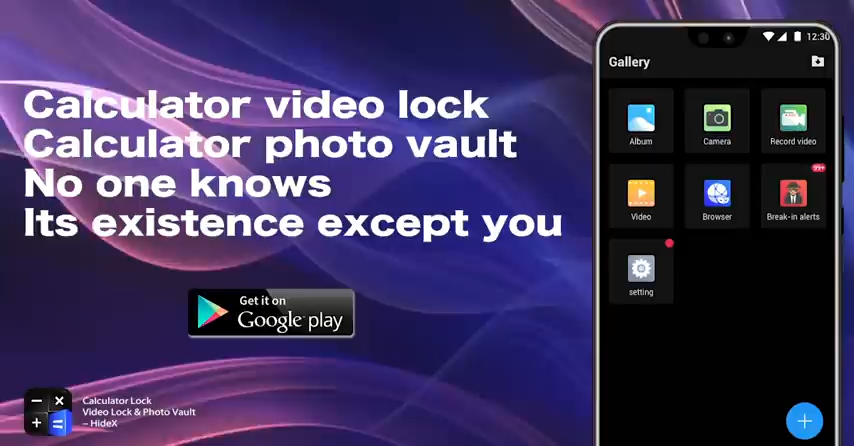 Calculator video lock
Calculator photo vault
No one knows
Its existence except you
Get it on
Google play
Calculator Lock
Video Lock & Photo Vault
– HideX
12:30
Gallery
Album
Camera
Record video
99+
Video
Browser
Break-in alerts
setting